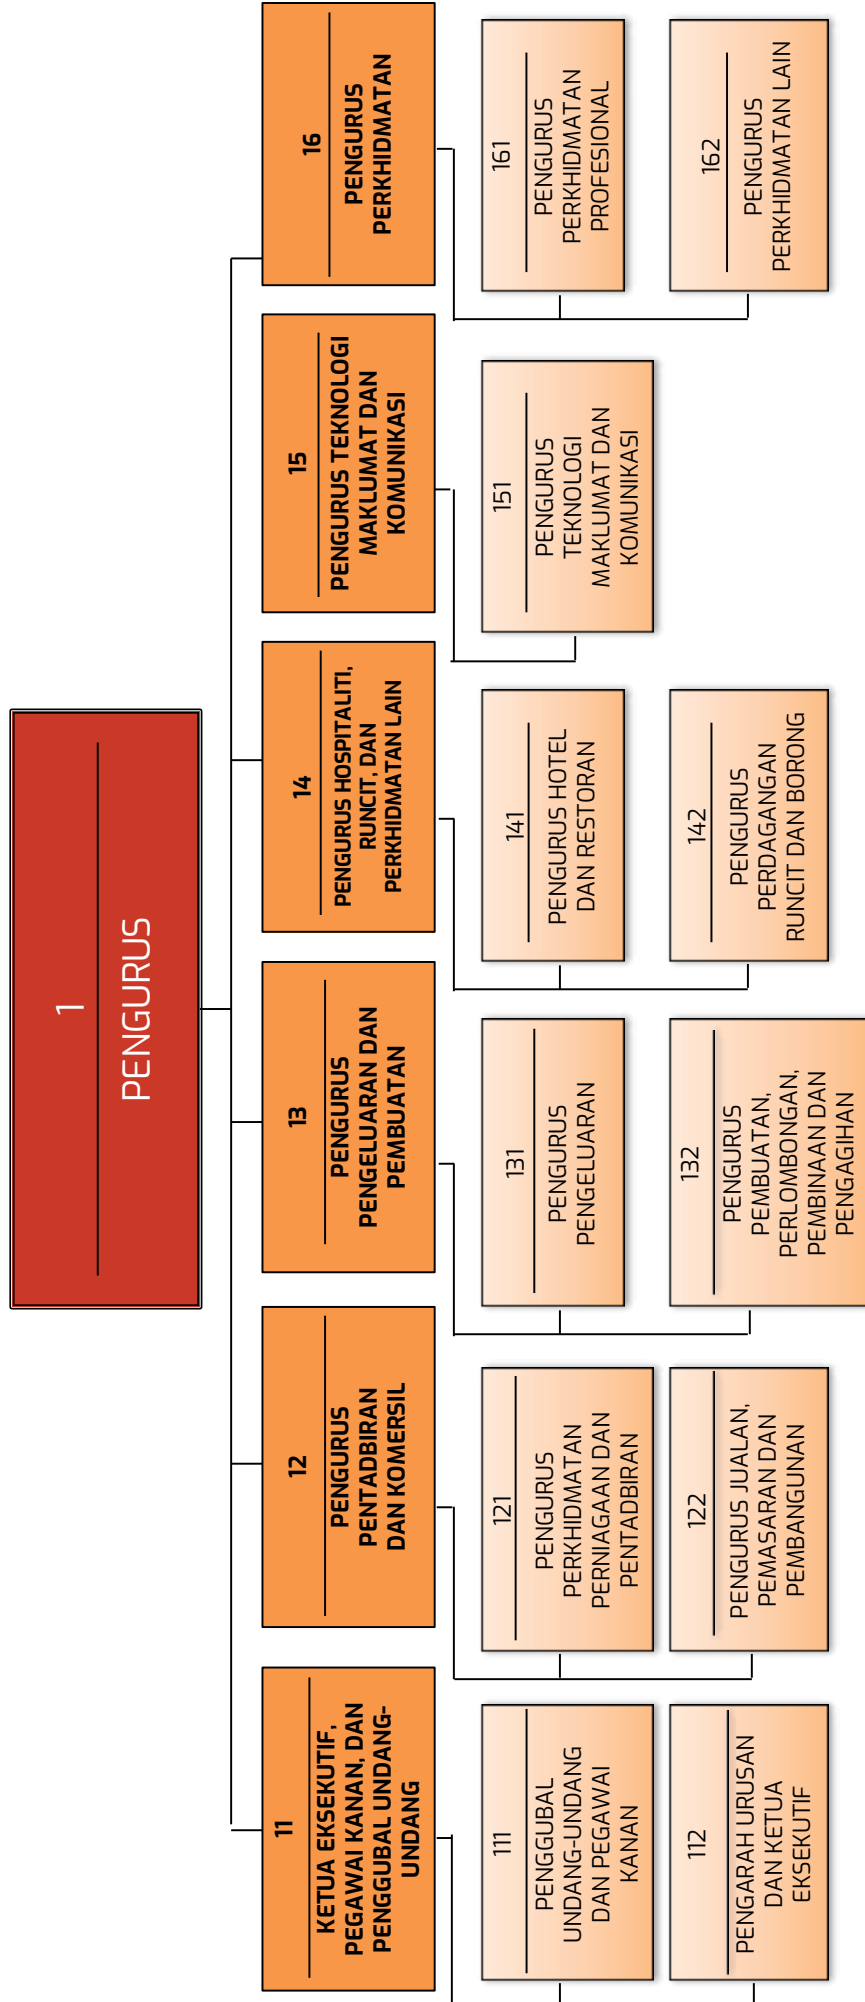 1
PENGURUS
11
KETUA EKSEKUTIF,
PEGAWAI KANAN, DAN
PENGGUBAL UNDANG-
UNDANG
12
PENGURUS
PENTADBIRAN
DAN KOMERSIL
13
PENGURUS
PENGELUARAN DAN
PEMBUATAN
14
PENGURUS HOSPITALITI,
RUNCIT, DAN
PERKHIDMATAN LAIN
15
PENGURUS TEKNOLOGI
MAKLUMAT DAN
KOMUNIKASI
16
PENGURUS
PERKHIDMATAN
111
PENGGUBAL
UNDANG-UNDANG
DAN PEGAWAI
KANAN
121
PENGURUS
PERKHIDMATAN
PERNIAGAAN DAN
PENTADBIRAN
131
PENGURUS
PENGELUARAN
141
PENGURUS HOTEL
DAN RESTORAN
151
PENGURUS
TEKNOLOGI
MAKLUMAT DAN
KOMUNIKASI
161
PENGURUS
PERKHIDMATAN
PROFESIONAL
112
PENGARAH URUSAN
DAN KETUA
EKSEKUTIF
122
PENGURUS JUALAN,
PEMASARAN DAN
PEMBANGUNAN
132
PENGURUS
PEMBUATAN,
PERLOMBONGAN,
PEMBINAAN DAN
PENGAGIHAN
142
PENGURUS
PERDAGANGAN
RUNCIT DAN BORONG
162
PENGURUS
PERKHIDMATAN LAIN